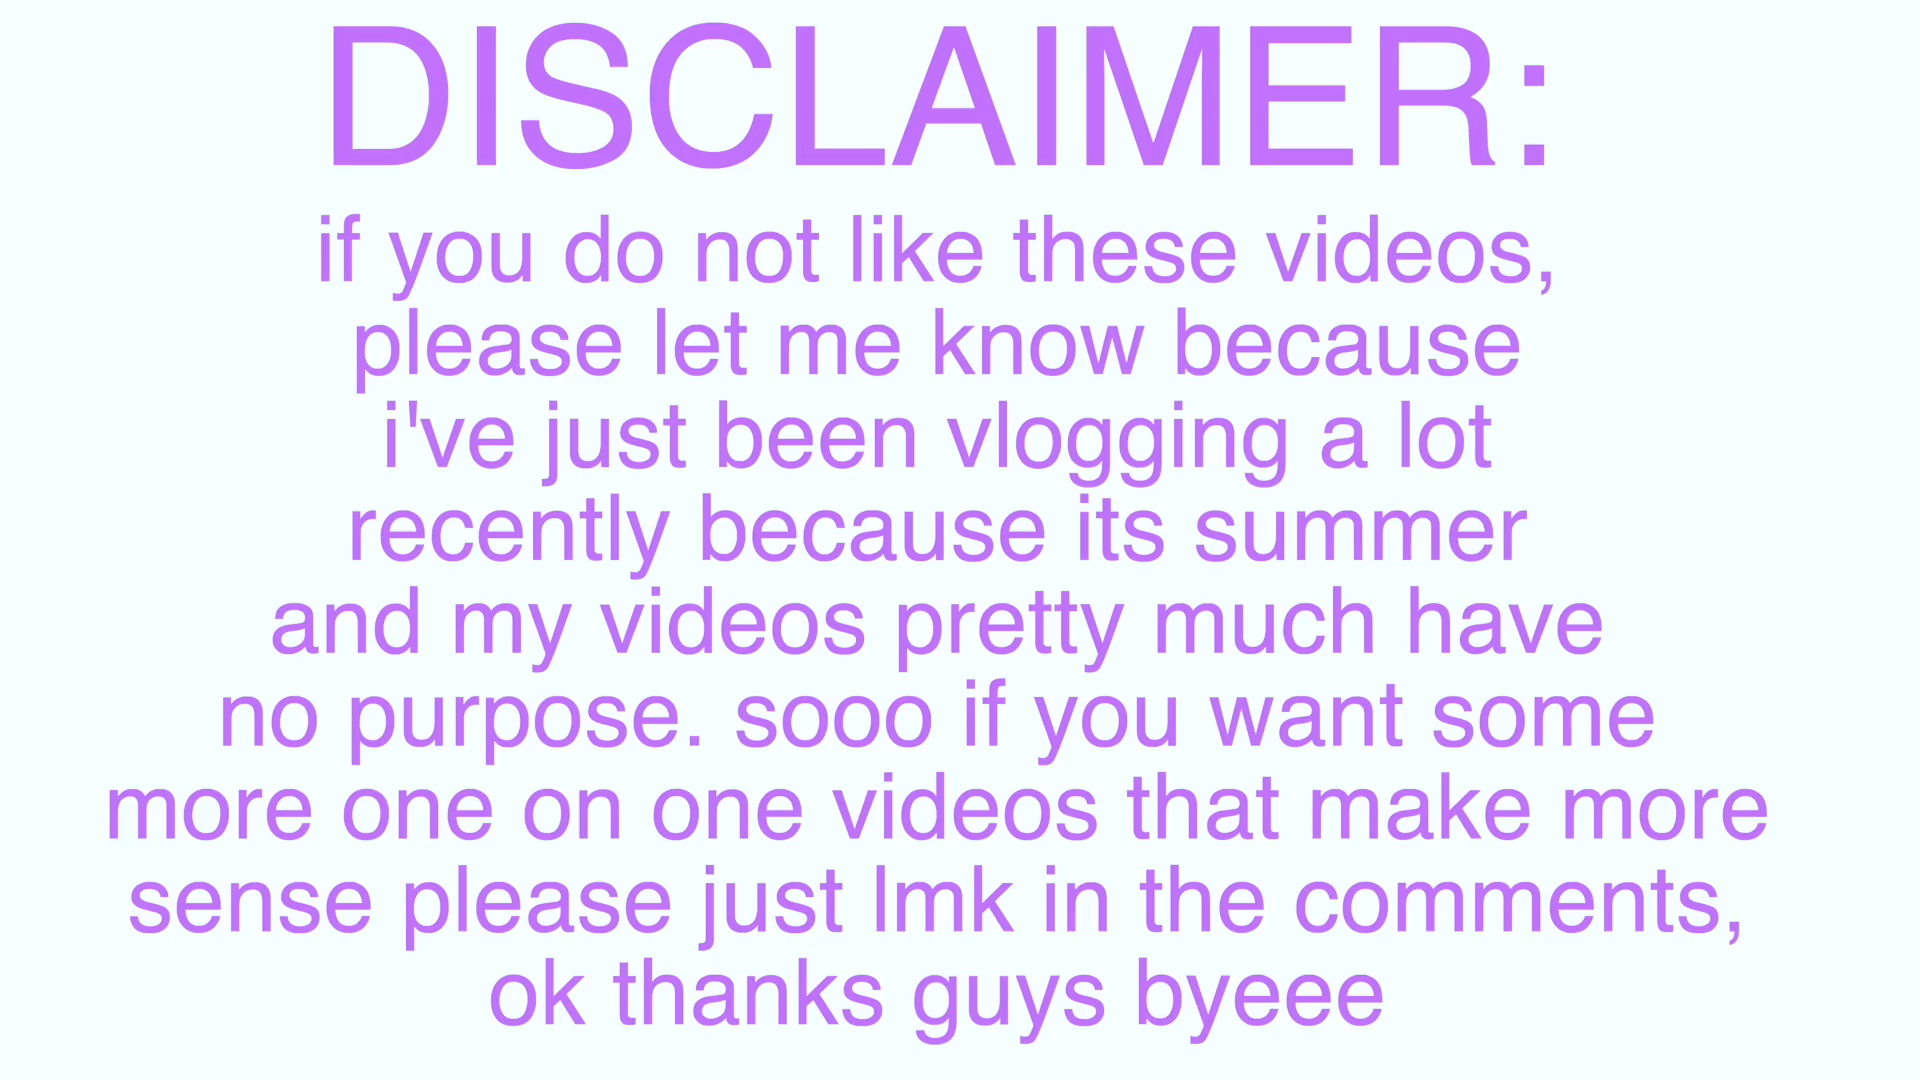 DISCLAIMER:
if you do not like these videos,
please let me know because
i've just been vlogging a lot
recently because its summer
and my videos pretty much have
no purpose. sooo if you want some
more one on one videos that make more
sense please just lmk in the comments,
ok thanks guys byeee